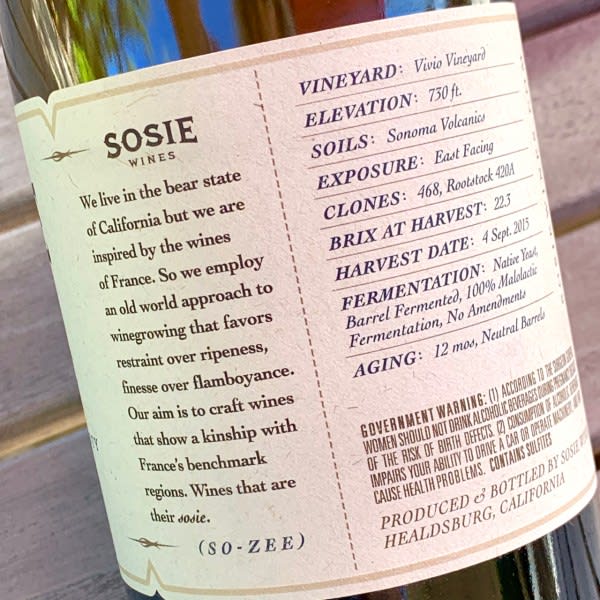 SOSIE
WINES
We live in the bear state
of California but we are
inspired by the wines
of France. So we employ
an old world approach to
winegrowing that favors
restraint over ripeness,
finesse over flamboyance.
Our aim is to craft wines
that show a kinship with
France's benchmark
regions. Wines that are
their sosie.
(SO-ZEE)
VINEYARD: Vivio Vineyard
ELEVATION: 730 ft.
SOILS: Sonoma Volcanics
EXPOSURE: East Facing
CLONES: 468, Rootstock 420A
BRIX AT HARVEST: 22.3
HARVEST DATE: 4 Sept. 2015
FERMENTATION: Native Yeast,
Barrel Fermented, 100% Malolactic
Fermentation, No Amendments
AGING: 12 mos, Neutral Barrels
GOVERNMENT WARNING: (1) ACCORDING TO THE SURGEON
WOMEN SHOULD NOT DRINK ALCOHOLIC BEVERAGES DURING PREGNANCY
OF THE RISK OF BIRTH DEFECTS. (2) CONSUMPTION OF ALCOHOLIC
IMPAIRS YOUR ABILITY TO DRIVE A CAR OR OPERATE MACHINERY,
CAUSE HEALTH PROBLEMS. CONTAINS SULFITES
PRODUCED & BOTTLED BY SOSIE
HEALDSBURG, CALIFORNIA